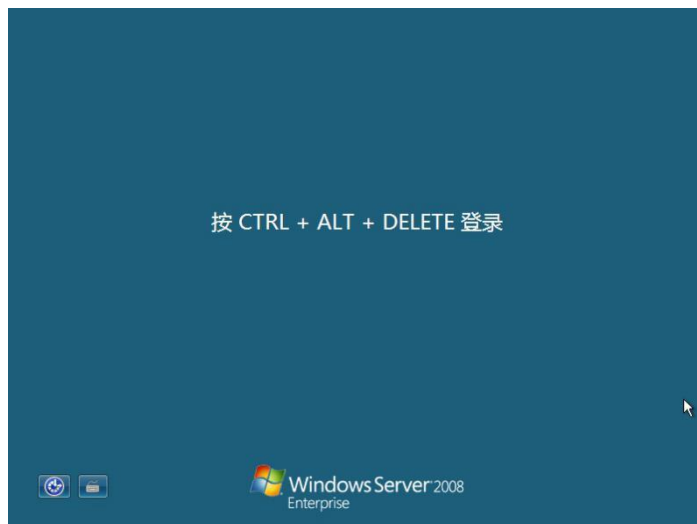 按 CTRL + ALT + DELETE 登录
Windows Server 2008
Enterprise